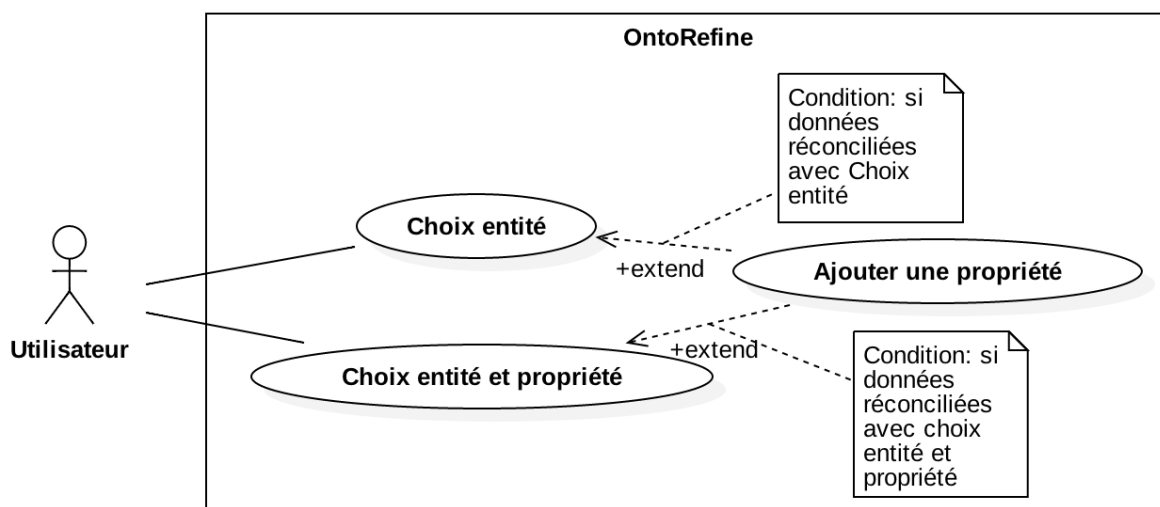 OntoRefine
Condition: si
données
réconciliées
avec Choix
entité
Choix entité
+extend
Ajouter une propriété
Utilisateur
+extend
Choix entité et propriété
Condition: si
données
réconciliées
avec choix
entité et
propriété